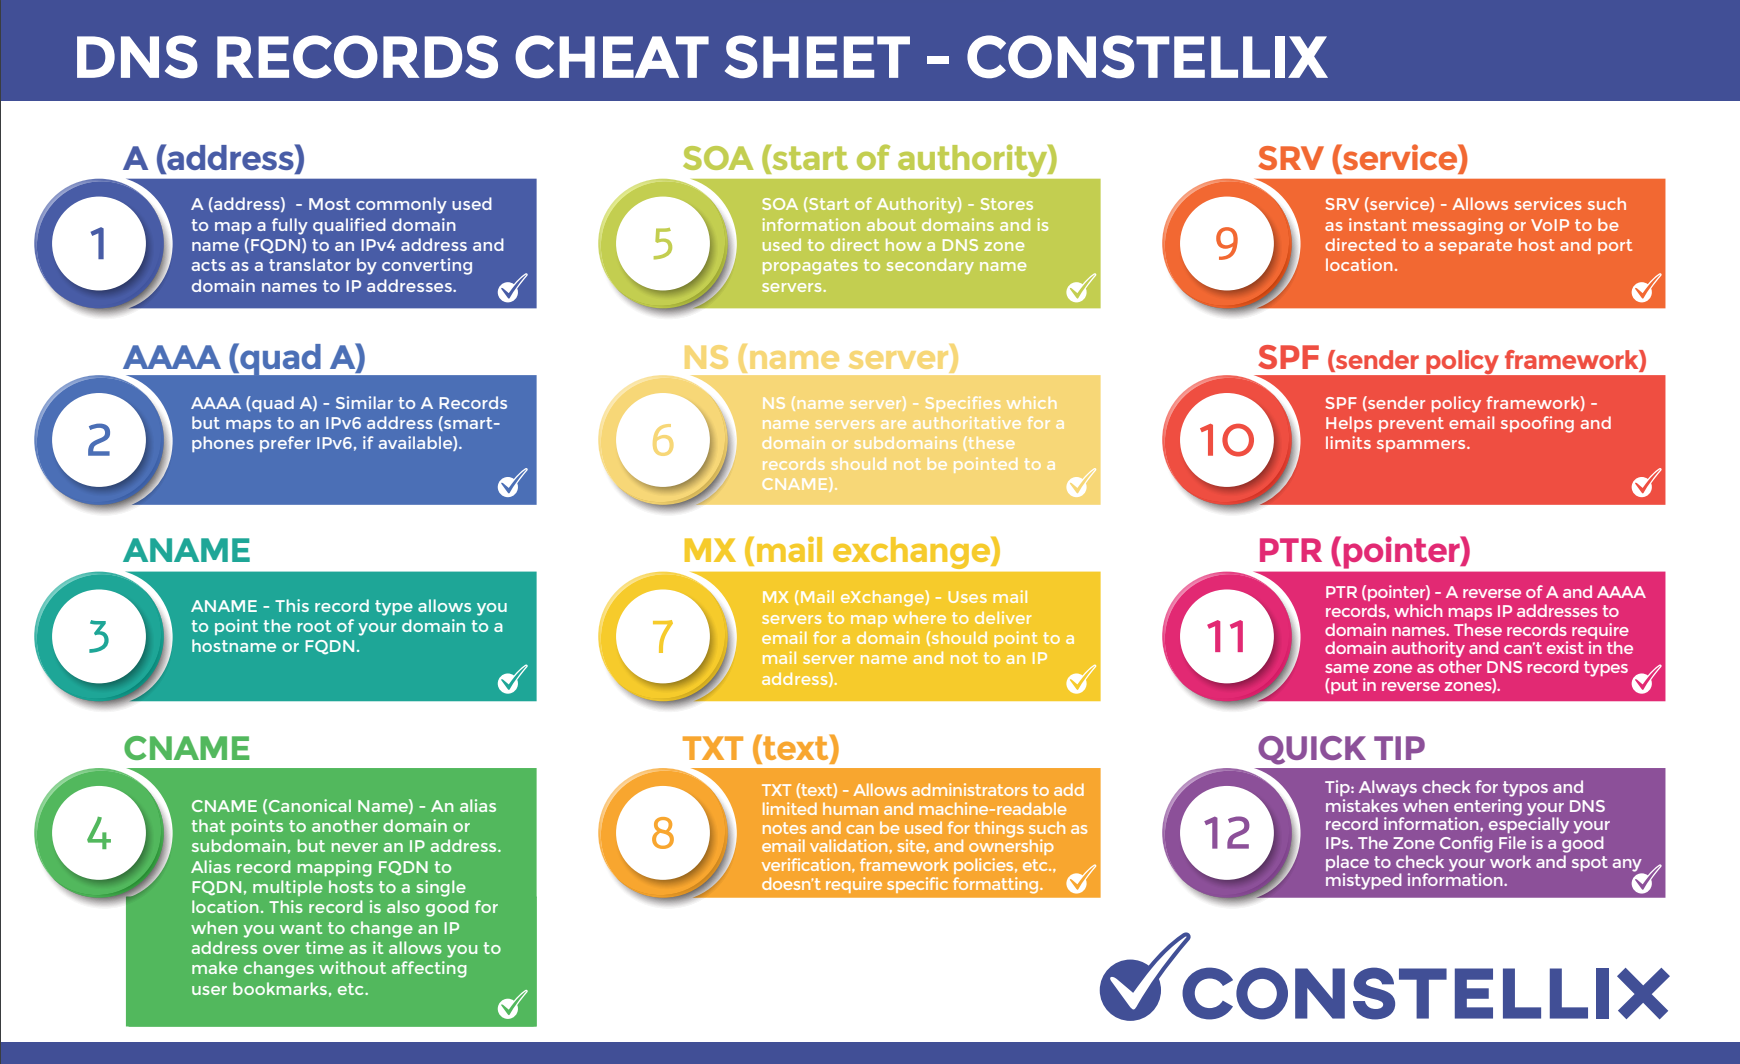 DNS RECORDS CHEAT SHEET - CONSTELLIX
A (address)
1
A (address) - Most commonly used
to map a fully qualified domain
name (FQDN) to an IPv4 address and
acts as a translator by converting
domain names to IP addresses.
AAAA (quad A)
2
AAAA (quad A) - Similar to A Records
but maps to an IPv6 address (smart-
phones prefer IPv6, if available).
ANAME
3
ANAME - This record type allows you
to point the root of your domain to a
hostname or FQDN.
CNAME
4
CNAME (Canonical Name) - An alias
that points to another domain or
subdomain, but never an IP address.
Alias record mapping FQDN to
FQDN, multiple hosts to a single
location. This record is also good for
when you want to change an IP
address over time as it allows you to
make changes without affecting
user bookmarks, etc.
SOA (start of authority)
5
SOA (Start of Authority) - Stores
information about domains and is
used to direct how a DNS zone
propagates to secondary name
servers.
NS (name server)
6
NS (name server) - Specifies which
name servers are authoritative for a
domain or subdomains (these
records should not be pointed to a
CNAME).
MX (mail exchange)
7
MX (Mail eXchange) - Uses mail
servers to map where to deliver
email for a domain (should point to a
mail server name and not to an IP
address).
TXT (text)
8
TXT (text) - Allows administrators to add
limited human and machine-readable
notes and can be used for things such as
email validation, site, and ownership
verification, framework policies, etc.,
doesn't require specific formatting.
SRV (service)
9
SRV (service) - Allows services such
as instant messaging or VoIP to be
directed to a separate host and port
location.
SPF (sender policy framework)
10
SPF (sender policy framework) -
Helps prevent email spoofing and
limits spammers.
PTR (pointer)
11
PTR (pointer) - A reverse of A and AAAA
records, which maps IP addresses to
domain names. These records require
domain authority and can't exist in the
same zone as other DNS record types
(put in reverse zones).
QUICK TIP
12
Tip: Always check for typos and
mistakes when entering your DNS
record information, especially your
IPs. The Zone Config File is a good
place to check your work and spot any
mistyped information.
CONSTELLIX